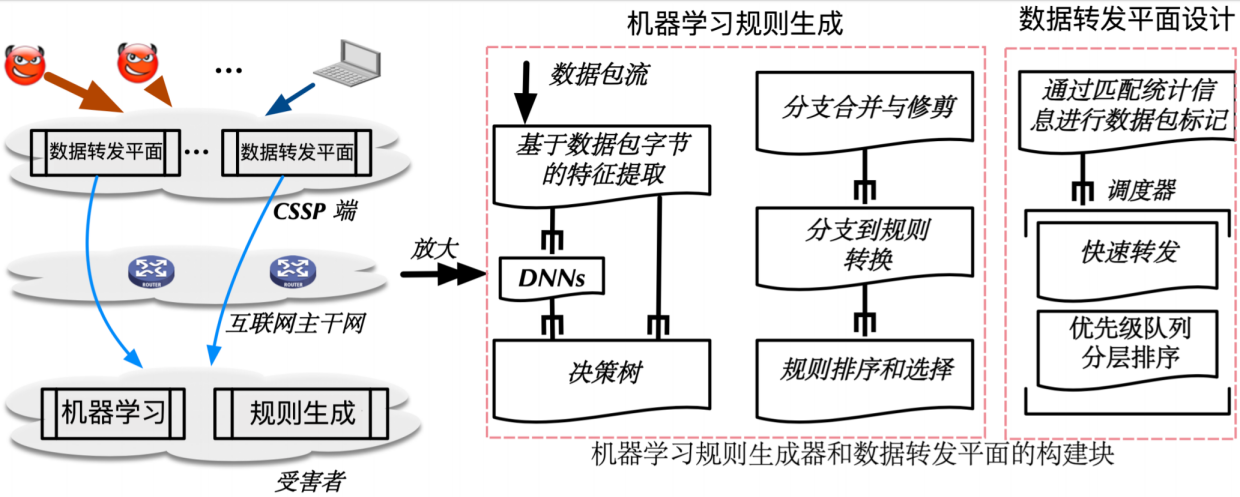 机器学习规则生成
数据转发平面设计
...
数据转发平面
...
数据转发平面
CSSP 端
ROUTER
ROUTER
互联网主干网
机器学习
规则生成
受害者
放大
数据包流
基于数据包字节
的特征提取
DNNs
决策树
分支合并与修剪
分支到规则
转换
规则排序和选择
通过匹配统计信
息进行数据包标记
调度器
快速转发
优先级队列
分层排序
机器学习规则生成器和数据转发平面的构建块